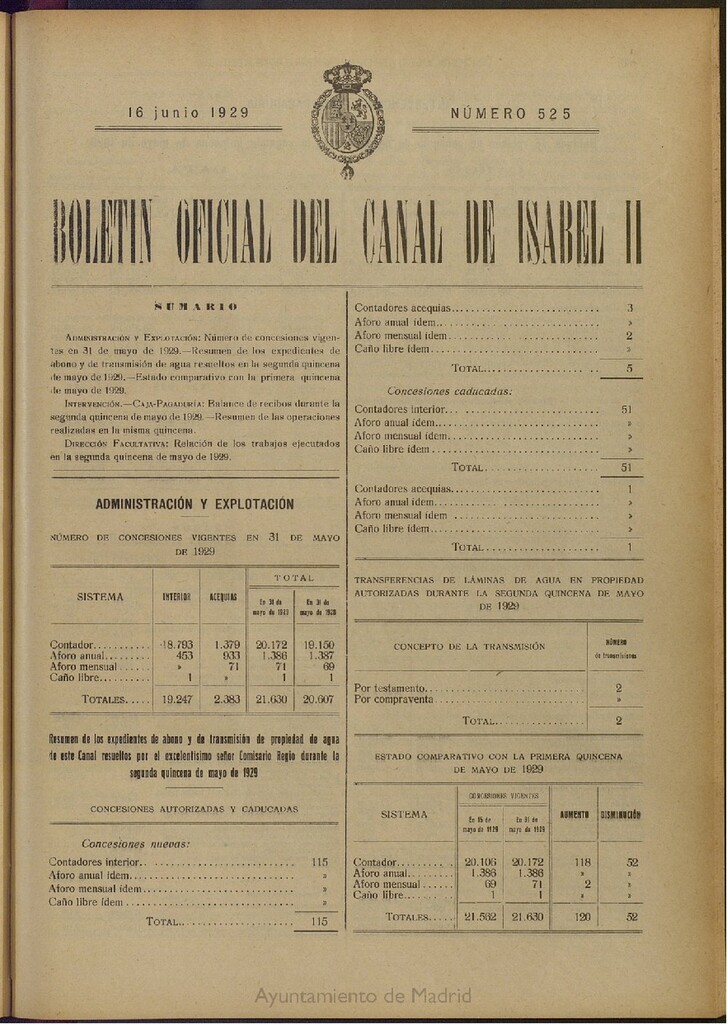 16 junio 1929
NÚMERO 525
BOLETIN OFICIAL DEL CANAL DE ISABEL II
SUMARIO
ADMINISTRACIÓN Y EXPLOTACIÓN: Número de concesiones vigen-
tes en 31 de mayo de 1929.—Resumen de los expedientes de
abono y de transmisión de agua resueltos en la segunda quincena
de mayo de 1929.—Estado comparativo con la primera quincena
de mayo de 1929.
INTERVENCIÓN.—CAJA-PAGADURÍA: Balance de recibos durante la
segunda quincena de mayo de 1929.—Resumen de las operaciones
realizadas en la misma quincena.
DIRECCIÓN FACULTATIVA: Relación de los trabajos ejecutados
en la segunda quincena de mayo de 1929.
ADMINISTRACIÓN Y EXPLOTACIÓN
NÚMERO DE CONCESIONES VIGENTES EN 31 DE MAYO
DE 1929
SISTEMA INTERIOR ACEQUIAS TOTAL
En 31 de mayo de 1929 En 31 de mayo de 1928
Contador.......... 18.793 1.379 20.172 19.150
Aforo anual........ 453 933 1.386 1.387
Aforo mensual...... » 71 71 69
Caño libre......... 1 » 1 1
TOTALES..... 19.247 2.383 21.630 20.607
Resumen de los expedientes de abono y de transmisión de propiedad de agua
de este Canal resueltos por el excelentísimo señor Comisario Regio durante la
segunda quincena de mayo de 1929
CONCESIONES AUTORIZADAS Y CADUCADAS
Concesiones nuevas:
Contadores interior.......... 115
Aforo anual ídem.......... »
Aforo mensual ídem.......... »
Caño libre ídem.......... »
TOTAL.......... 115
Contadores acequias.......... 3
Aforo anual ídem.......... »
Aforo mensual ídem.......... 2
Caño libre ídem.......... »
TOTAL.......... 5
Concesiones caducadas:
Contadores interior.......... 51
Aforo anual ídem.......... »
Aforo mensual ídem.......... »
Caño libre ídem.......... »
TOTAL.......... 51
Contadores acequias.......... 1
Aforo anual ídem.......... »
Aforo mensual ídem.......... »
Caño libre ídem.......... »
TOTAL.......... 1
TRANSFERENCIAS DE LÁMINAS DE AGUA EN PROPIEDAD
AUTORIZADAS DURANTE LA SEGUNDA QUINCENA DE MAYO
DE 1929
CONCEPTO DE LA TRANSMISIÓN NÚMERO de transmisiones
Por testamento.......... 2
Por compraventa.......... »
TOTAL.......... 2
ESTADO COMPARATIVO CON LA PRIMERA QUINCENA
DE MAYO DE 1929
SISTEMA CONCESIONES VIGENTES AUMENTO DISMINUCIÓN
En 15 de mayo de 1929 En 31 de mayo de 1929
Contador.......... 20.106 20.172 118 52
Aforo anual........ 1.386 1.386 » »
Aforo mensual...... 69 71 2 »
Caño libre......... 1 1 » »
TOTALES..... 21.562 21.630 120 52
Ayuntamiento de Madrid